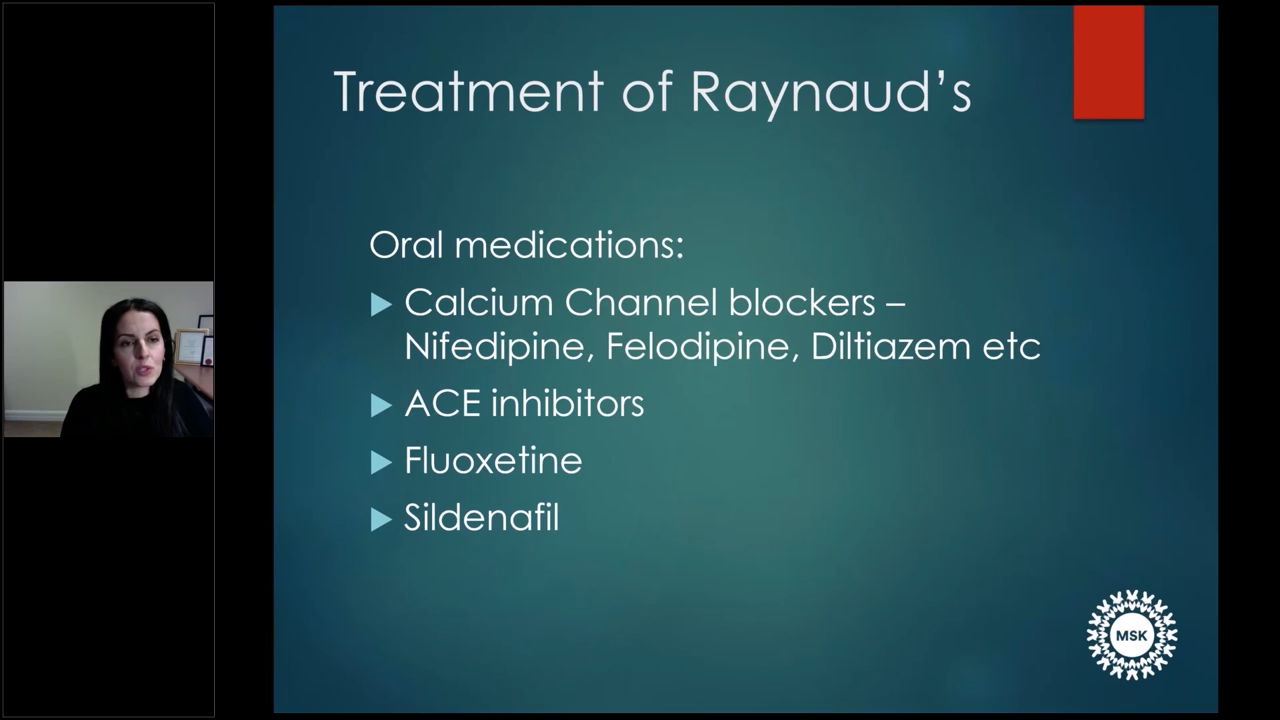 Treatment of Raynaud's
Oral medications:
Calcium Channel blockers –
Nifedipine, Felodipine, Diltiazem etc
ACE inhibitors
Fluoxetine
Sildenafil
MSK